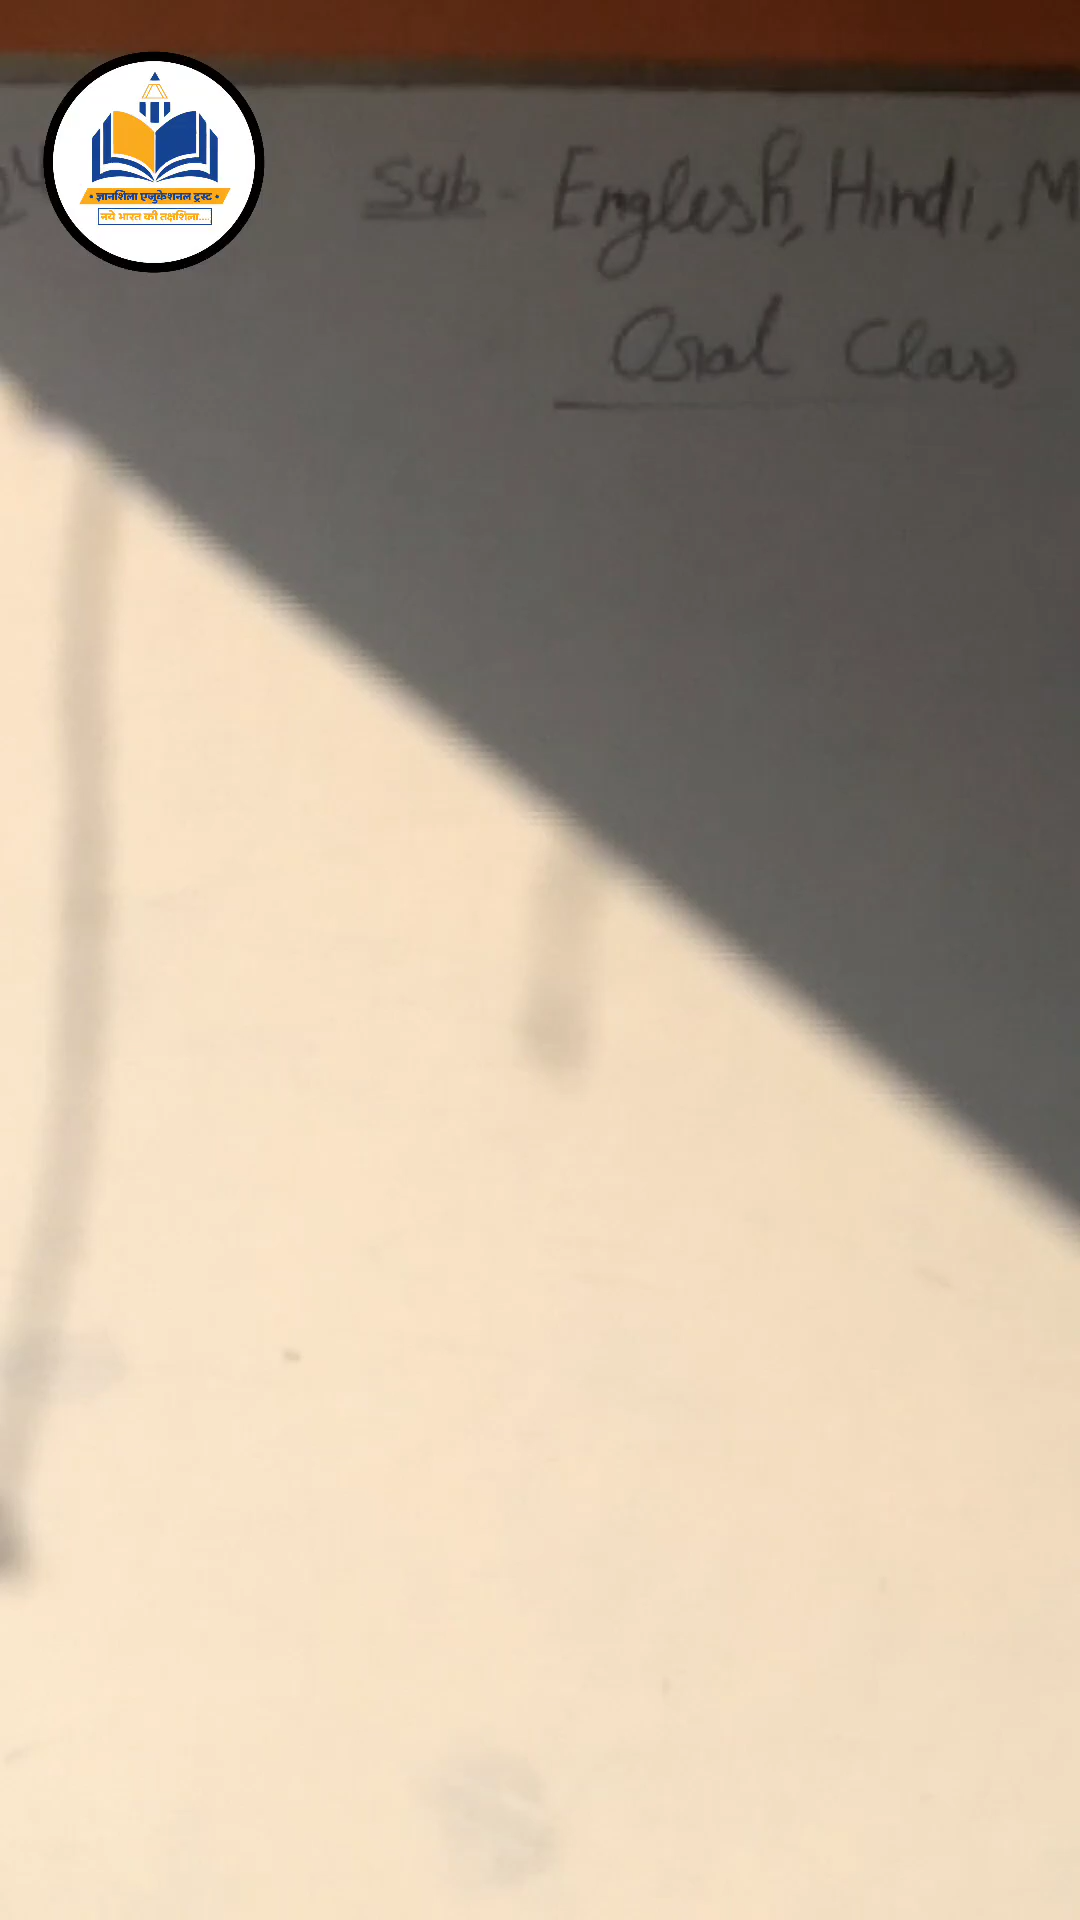 ज्ञानशिला एजुकेशनल ट्रस्ट
नये भारत की तक्षशिला....
Sub - English, Hindi, M
Oral Class